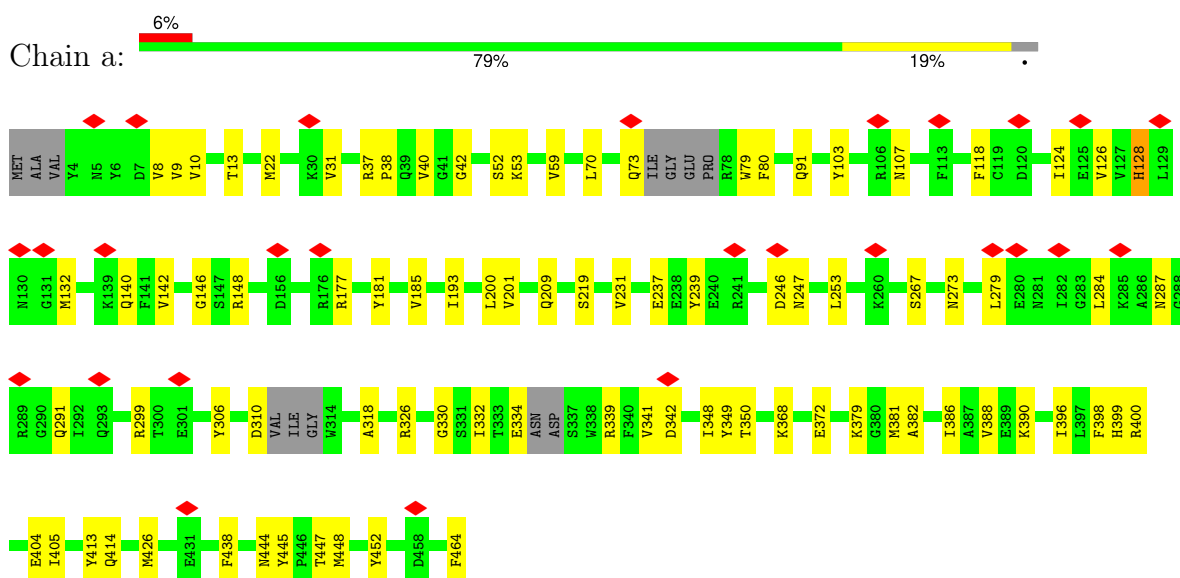 6%
Chain a:
79% 19% •
MET ALA VAL Y4 N5 Y6 D7 V8 V9 V10 T13 M22 K30 V31 R37 P38 Q39 V40 G41 G42 S52 K53 V59 L70 Q73 ILE GLY GLU PRO R78 W79 F80 Q91 Y103 R106 N107 F113 F118 C119 D120 I124 E125 V126 V127 H128 L129
N130 G131 M132 K139 Q140 F141 V142 G146 S147 R148 D156 R176 R177 Y181 V185 I193 L200 V201 Q209 S219 V231 E237 E238 Y239 E240 R241 D246 N247 L253 K260 S267 N273 L279 E280 N281 I282 G283 L284 K285 A286 N287 G288
R289 G290 Q291 I292 Q293 R299 T300 E301 Y306 D310 VAL ILE GLY W314 A318 R326 G330 S331 I332 T333 E334 ASN ASP S337 W338 R339 F340 V341 D342 I348 Y349 T350 K368 E372 K379 G380 M381 A382 I386 A387 V388 E389 K390 I396 L397 F398 H399 R400
E404 I405 Y413 Q414 M426 E431 F438 N444 Y445 P446 T447 M448 Y452 D458 F464